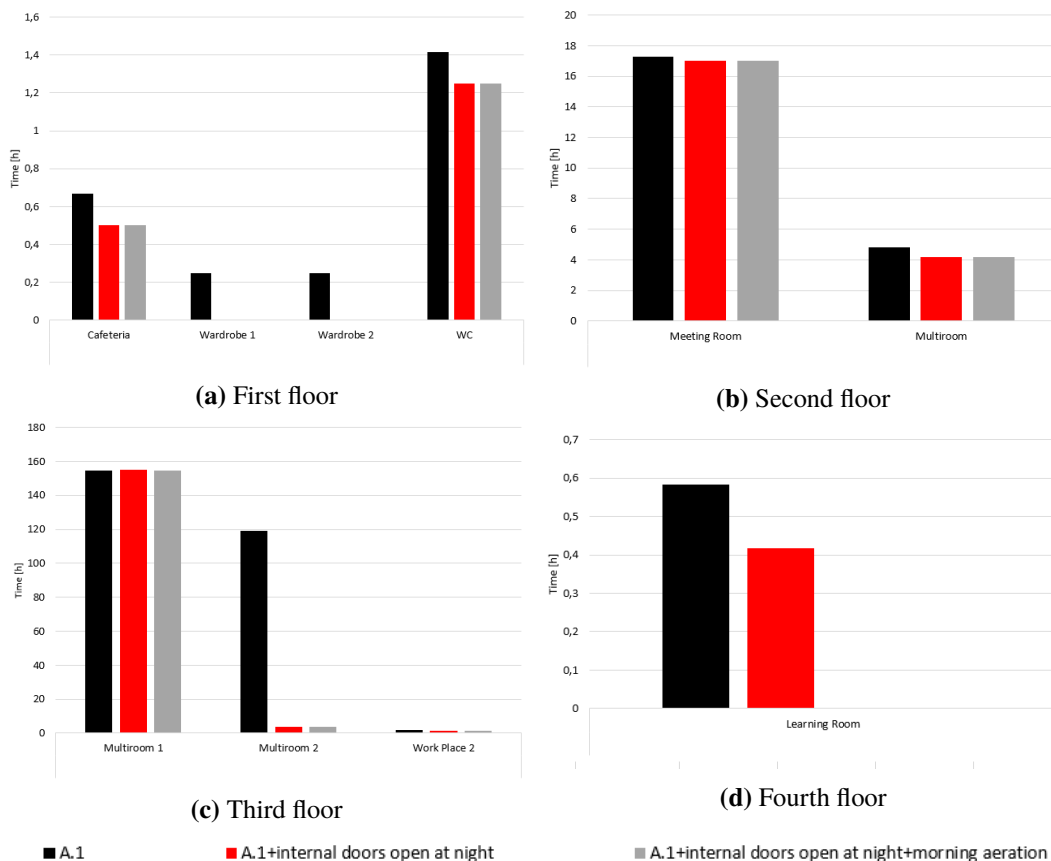 1,6
1,4
1,2
1
0,8
0,6
0,4
0,2
0
Time [h]
Cafeteria Wardrobe 1 Wardrobe 2 WC
(a) First floor
20
18
16
14
12
10
8
6
4
2
0
Time [h]
Meeting Room Multiroom
(b) Second floor
180
160
140
120
100
80
60
40
20
0
Time [h]
Multiroom 1 Multiroom 2 Work Place 2
(c) Third floor
0,7
0,6
0,5
0,4
0,3
0,2
0,1
0
Time [h]
Learning Room
(d) Fourth floor
A.1 A.1+internal doors open at night A.1+internal doors open at night+morning aeration